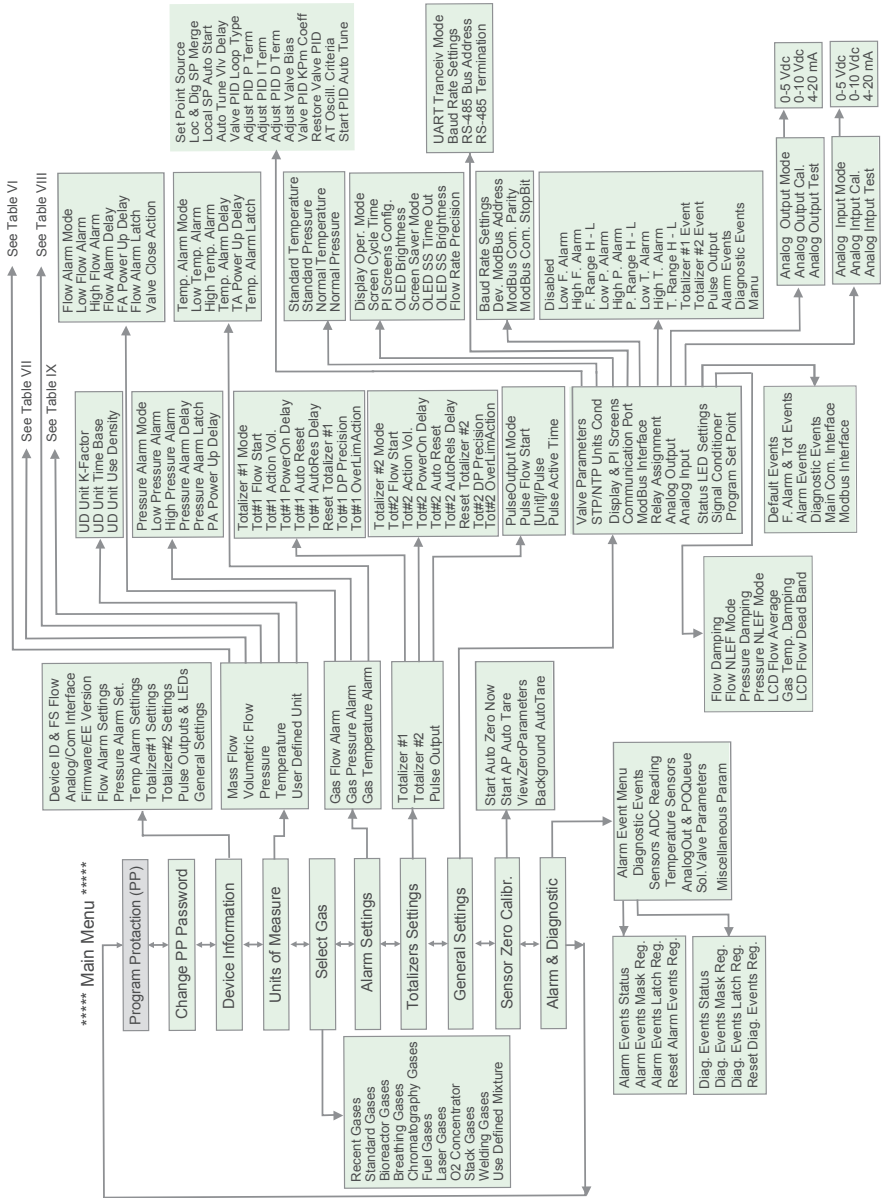 ***** Main Menu *****
Program Protaction (PP)
Change PP Password
Device Information
Units of Measure
Select Gas
Alarm Settings
Totalizers Settings
General Settings
Sensor Zero Calibr.
Alarm & Diagnostic
Recent Gases
Standard Gases
Bioreactor Gases
Breathing Gases
Chromatography Gases
Fuel Gases
Laser Gases
O2 Concentrator
Stack Gases
Welding Gases
Use Defined Mixture
Device ID & FS Flow
Analog/Com Interface
Firmware/EE Version
Flow Alarm Settings
Pressure Alarm Set.
Temp Alarm Settings
Totalizer#1 Settings
Totalizer#2 Settings
Pulse Outputs & LEDs
General Settings
Mass Flow
Volumetric Flow
Pressure
Temperature
User Defined Unit
Gas Flow Alarm
Gas Pressure Alarm
Gas Temperature Alarm
Totalizer #1
Totalizer #2
Pulse Output
Start Auto Zero Now
Start AP Auto Tare
ViewZeroParameters
Background AutoTare
Alarm Event Menu
Diagnostic Events
Sensors ADC Reading
Temperature Sensors
AnalogOut & POQueue
Sol.Valve Parameters
Miscellaneous Param
Alarm Events Status
Alarm Events Mask Reg.
Alarm Events Latch Reg.
Reset Alarm Events Reg.
Diag. Events Status
Diag. Events Mask Reg.
Diag. Events Latch Reg.
Reset Diag. Events Reg.
See Table VI
See Table VII
See Table VIII
See Table IX
UD Unit K-Factor
UD Unit Time Base
UD Unit Use Density
Flow Alarm Mode
Low Flow Alarm
High Flow Alarm
Flow Alarm Delay
FA Power Up Delay
Flow Alarm Latch
Valve Close Action
Pressure Alarm Mode
Low Pressure Alarm
High Pressure Alarm
Pressure Alarm Delay
Pressure Alarm Latch
PA Power Up Delay
Temp. Alarm Mode
Low Temp. Alarm
High Temp. Alarm
Temp. Alarm Delay
TA Power Up Delay
Temp. Alarm Latch
Totalizer #1 Mode
Tot#1 Flow Start
Tot#1 Action Vol.
Tot#1 PowerOn Delay
Tot#1 Auto Reset
Tot#1 AutoRes Delay
Reset Totalizer #1
Tot#1 DP Precision
Tot#1 OverLimAction
Totalizer #2 Mode
Tot#2 Flow Start
Tot#2 Action Vol.
Tot#2 PowerOn Delay
Tot#2 Auto Reset
Tot#2 AutoRels Delay
Reset Totalizer #2
Tot#2 DP Precision
Tot#2 OverLimAction
PulseOutput Mode
Pulse Flow Start
[Unit]/Pulse
Pulse Active Time
Valve Parameters
STP/NTP Units Cond
Display & PI Screens
Communication Port
ModBus Interface
Relay Assignment
Analog Output
Analog Input
Status LED Settings
Signal Conditioner
Program Set Point
Flow Damping
Flow NLEF Mode
Pressure Damping
Pressure NLEF Mode
LCD Flow Average
Gas Temp. Damping
LCD Flow Dead Band
Default Events
F. Alarm & Tot Events
Alarm Events
Diagnostic Events
Main Com. Interface
Modbus Interface
Set Point Source
Loc & Dig SP Merge
Local SP Auto Start
Auto Tune Vlv Delay
Valve PID Loop Type
Adjust PID P Term
Adjust PID I Term
Adjust PID D Term
Adjust Valve Bias
Valve PID KPm Coeff
Restore Valve PID
AT Oscill. Criteria
Start PID Auto Tune
Standard Temperature
Standard Pressure
Normal Temperature
Normal Pressure
Display Oper. Mode
Screen Cycle Time
PI Screens Config.
OLED Brightness
Screen Saver Mode
OLED SS Time Out
OLED SS Brightness
Flow Rate Precision
UART Tranceiv Mode
Baud Rate Settings
RS-485 Bus Address
RS-485 Termination
Baud Rate Settings
Dev. ModBus Address
ModBus Com. Parity
ModBus Com. StopBit
Disabled
Low F. Alarm
High F. Alarm
F. Range H - L
Low P. Alarm
High P. Alarm
P. Range H - L
Low T. Alarm
High T. Alarm
T. Range H - L
Totalizer #1 Event
Totalizer #2 Event
Pulse Output
Alarm Events
Diagnostic Events
Manu
Analog Output Mode
Analog Output Cal.
Analog Output Test
0-5 Vdc
0-10 Vdc
4-20 mA
Analog Input Mode
Analog Intput Cal.
Analog Intput Test
0-5 Vdc
0-10 Vdc
4-20 mA